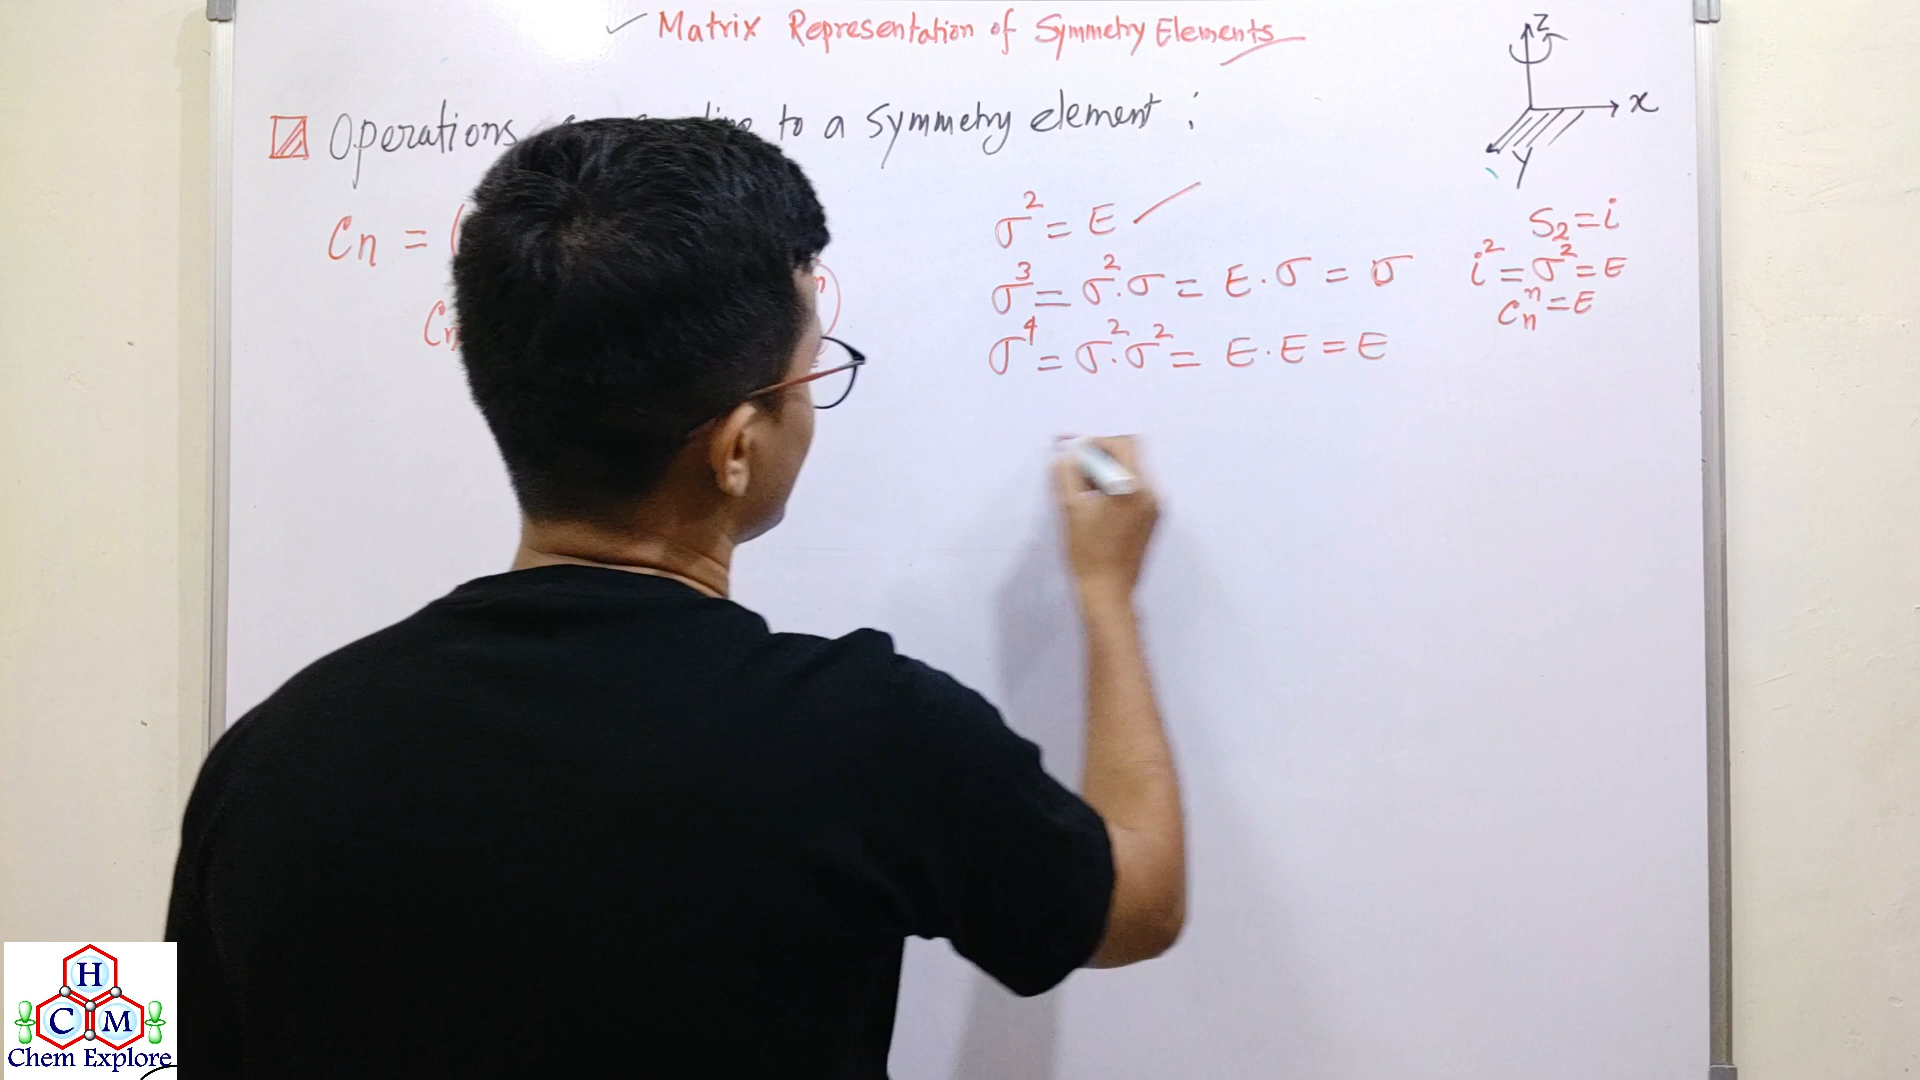 Matrix Representation of Symmetry Elements
Operations to a symmetry element :
Cn = (
Cn
n
σ² = E
σ³ = σ².σ = E.σ = σ
σ⁴ = σ².σ² = E.E = E
Z
x
y
S₂ = i
i² = σ² = E
Cₙⁿ = E
H
C M
Chem Explore